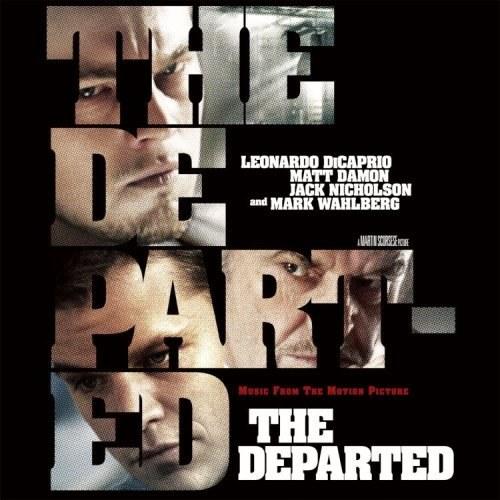 THE
DE
PART-
ED
LEONARDO DiCAPRIO
MATT DAMON
JACK NICHOLSON
and MARK WAHLBERG
A MARTIN SCORSESE PICTURE
MUSIC FROM THE MOTION PICTURE
THE
DEPARTED